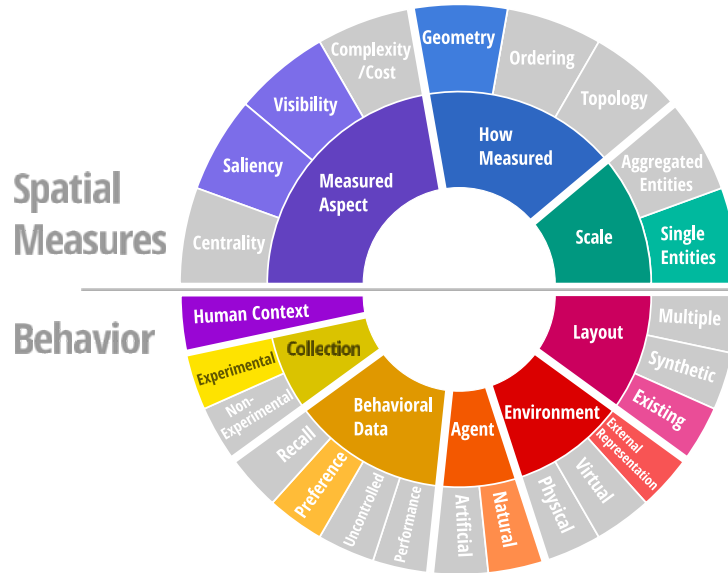 Spatial
Measures
Complexity
/Cost
Visibility
Saliency
Centrality
Measured
Aspect
Geometry
Ordering
Topology
How
Measured
Aggregated
Entities
Single
Entities
Scale
Behavior
Human Context
Collection
Experimental
Non-
Experimental
Behavioral
Data
Recall
Preference
Uncontrolled
Performance
Agent
Artificial
Natural
Environment
Physical
Virtual
External
Representation
Layout
Multiple
Synthetic
Existing